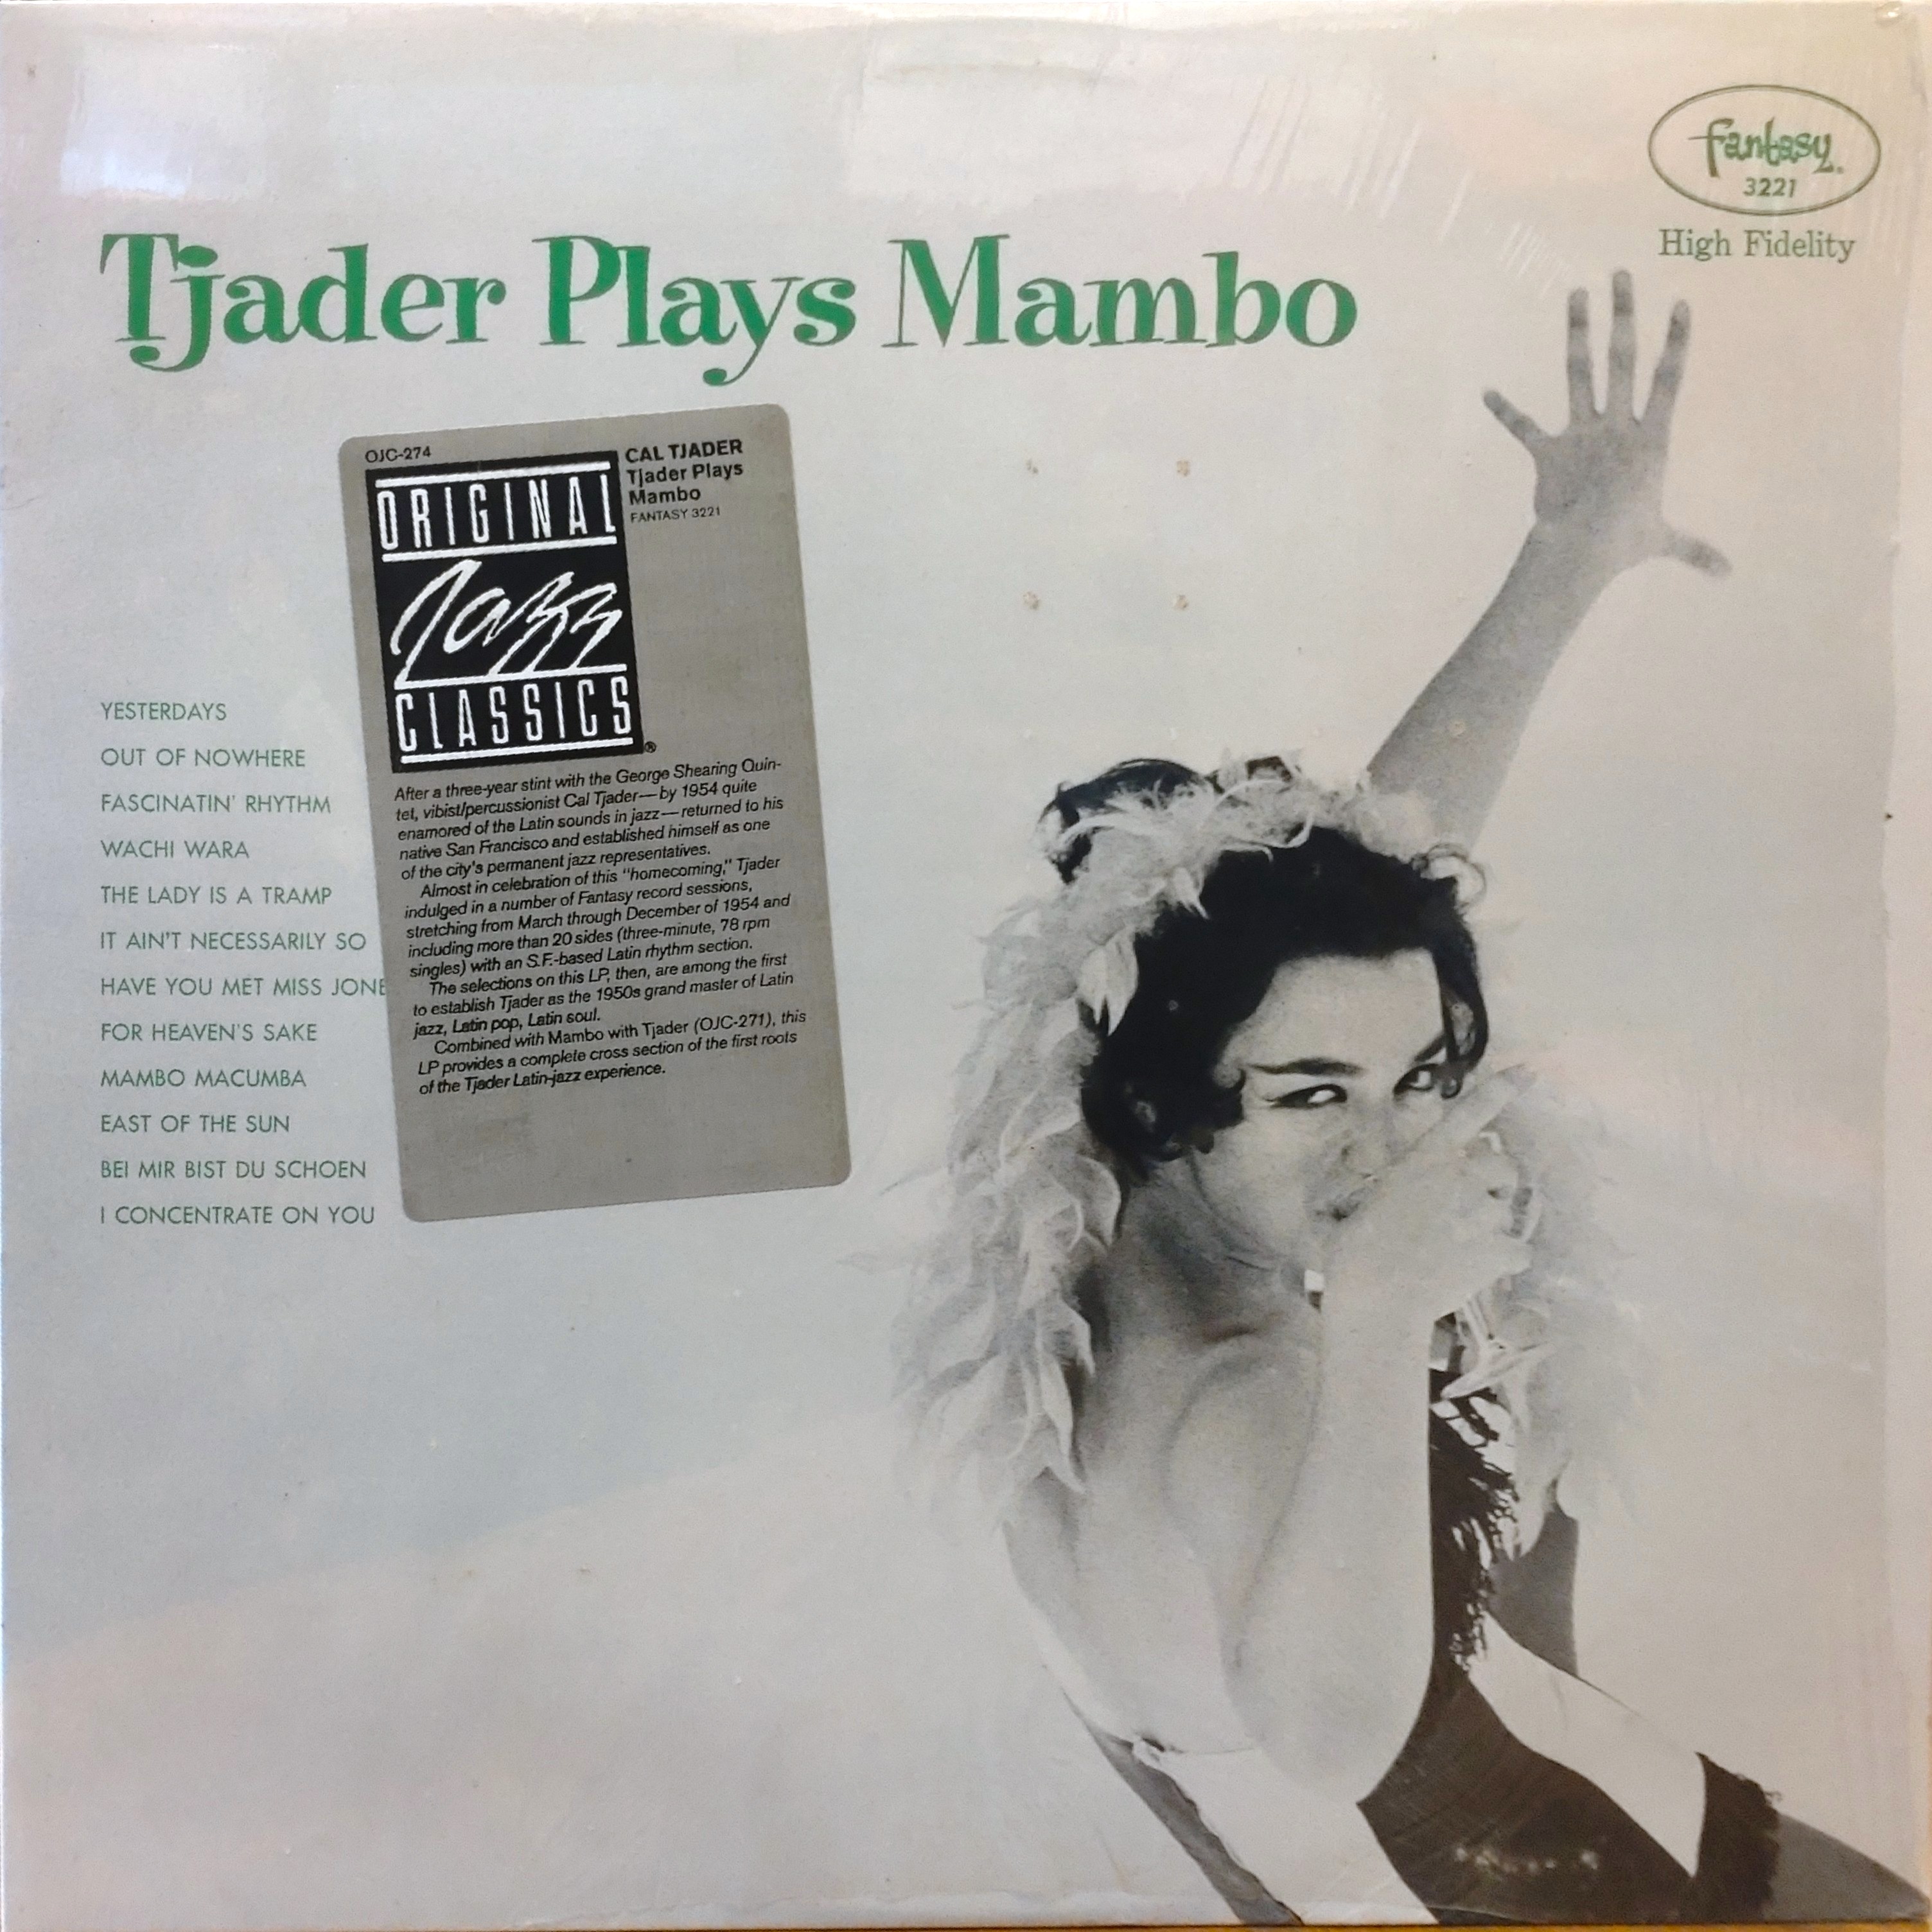 fantasy
3221
High Fidelity
Tjader Plays Mambo
OJC-274
ORIGINAL
Jazz
CLASSICS
®
CAL TJADER
Tjader Plays
Mambo
FANTASY 3221
After a three-year stint with the George Shearing Quin-
tet, vibist/percussionist Cal Tjader—by 1954 quite
enamored of the Latin sounds in jazz—returned to his
native San Francisco and established himself as one
of the city's permanent jazz representatives.
Almost in celebration of this "homecoming," Tjader
indulged in a number of Fantasy record sessions,
stretching from March through December of 1954 and
including more than 20 sides (three-minute, 78 rpm
singles) with an S.F.-based Latin rhythm section.
The selections on this LP, then, are among the first
to establish Tjader as the 1950s grand master of Latin
jazz, Latin pop, Latin soul.
Combined with Mambo with Tjader (OJC-271), this
LP provides a complete cross section of the first roots
of the Tjader Latin-jazz experience.
YESTERDAYS
OUT OF NOWHERE
FASCINATIN' RHYTHM
WACHI WARA
THE LADY IS A TRAMP
IT AIN'T NECESSARILY SO
HAVE YOU MET MISS JONE
FOR HEAVEN'S SAKE
MAMBO MACUMBA
EAST OF THE SUN
BEI MIR BIST DU SCHOEN
I CONCENTRATE ON YOU